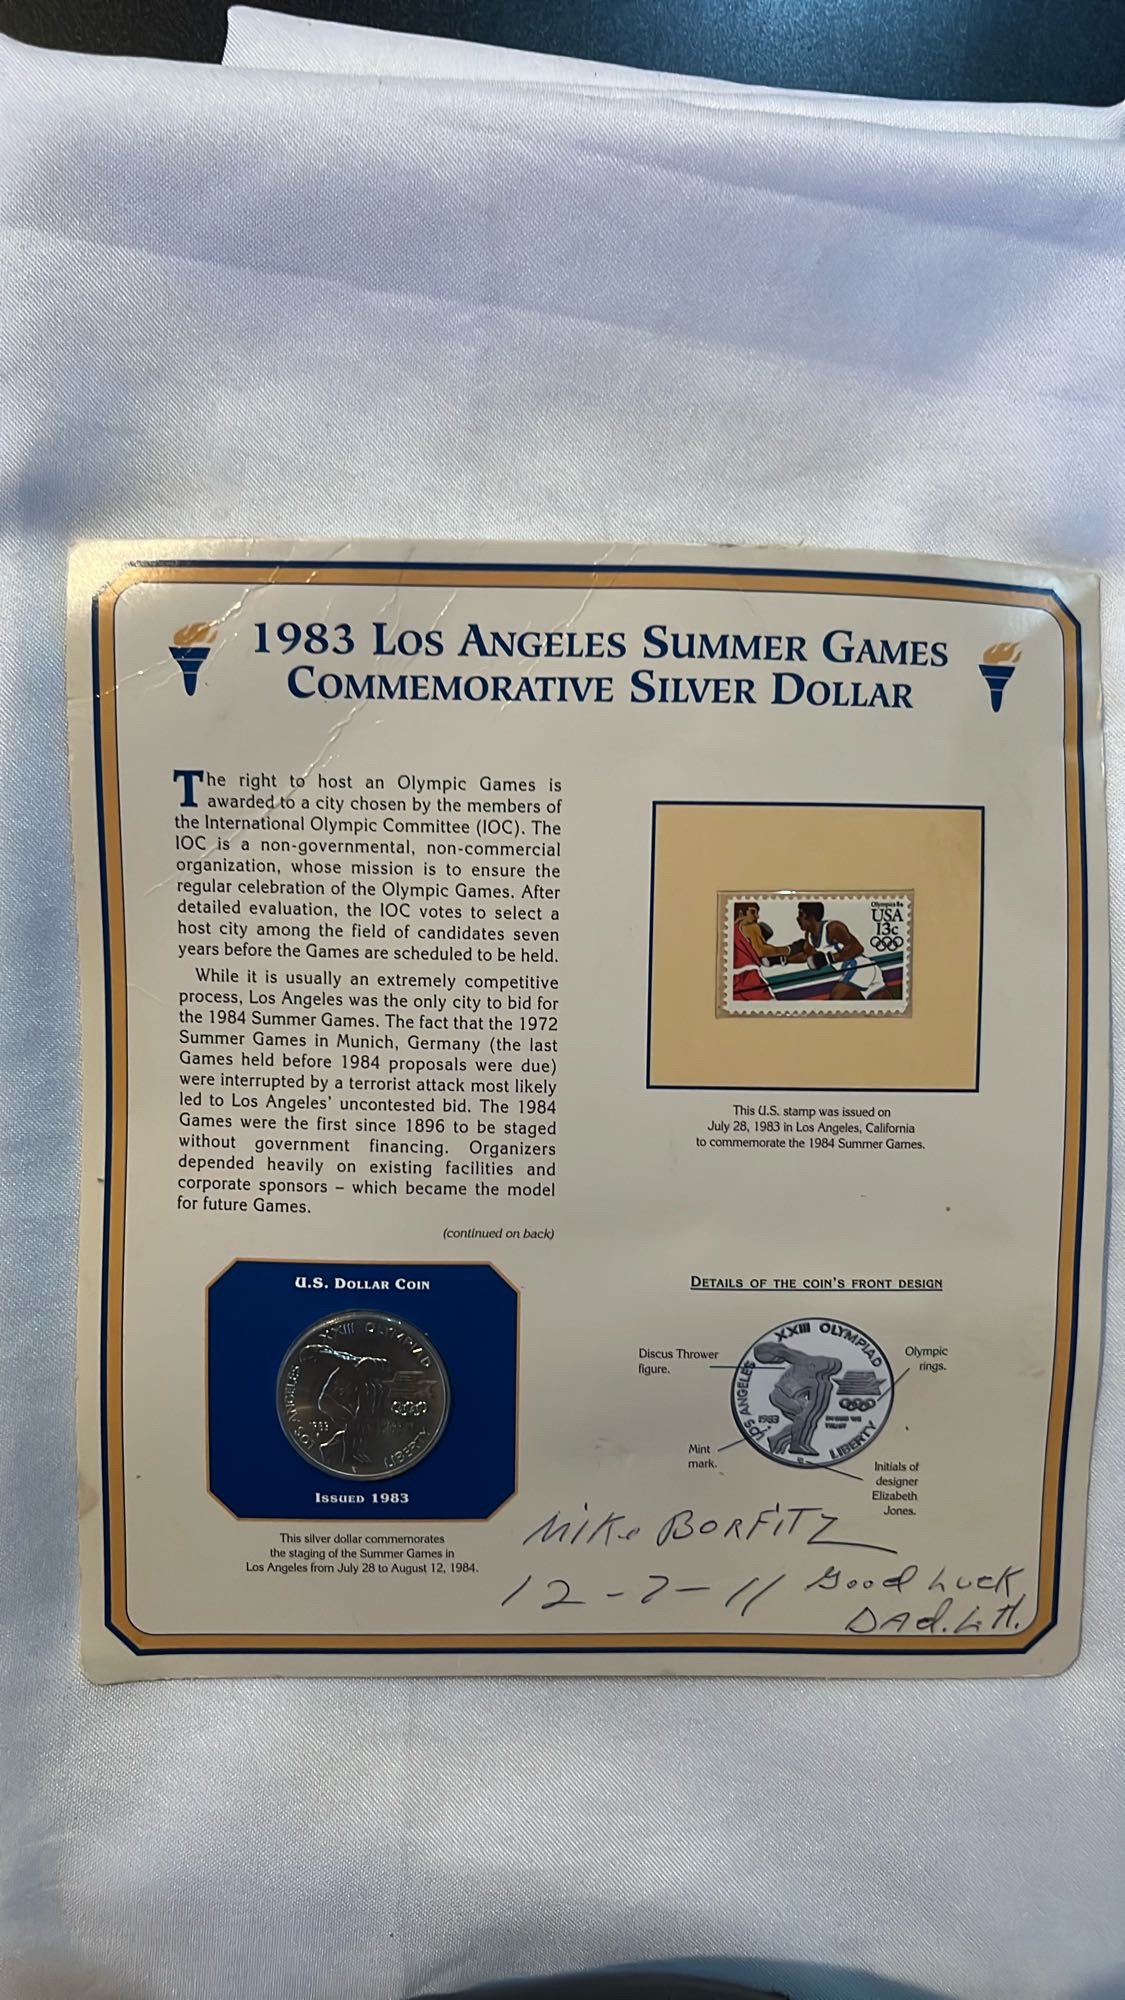 1983 Los Angeles Summer Games
Commemorative Silver Dollar
The right to host an Olympic Games is
awarded to a city chosen by the members of
the International Olympic Committee (IOC). The
IOC is a non-governmental, non-commercial
organization, whose mission is to ensure the
regular celebration of the Olympic Games. After
detailed evaluation, the IOC votes to select a
host city among the field of candidates seven
years before the Games are scheduled to be held.
While it is usually an extremely competitive
process, Los Angeles was the only city to bid for
the 1984 Summer Games. The fact that the 1972
Summer Games in Munich, Germany (the last
Games held before 1984 proposals were due)
were interrupted by a terrorist attack most likely
led to Los Angeles' uncontested bid. The 1984
Games were the first since 1896 to be staged
without government financing. Organizers
depended heavily on existing facilities and
corporate sponsors – which became the model
for future Games.
(continued on back)
Olympics 84
USA
13c
This U.S. stamp was issued on
July 28, 1983 in Los Angeles, California
to commemorate the 1984 Summer Games.
U.S. Dollar Coin
XXIII OLYMPIAD
LOS ANGELES
1983
LIBERTY
Issued 1983
This silver dollar commemorates
the staging of the Summer Games in
Los Angeles from July 28 to August 12, 1984.
Details of the coin's front design
Discus Thrower
figure.
Olympic
rings.
XXIII OLYMPIAD
LOS ANGELES
1983
IN GOD WE
TRUST
LIBERTY
Mint
mark.
Initials of
designer
Elizabeth
Jones.
Mike BORFITZ
12-7-11 Good Luck
DAd. L.H.